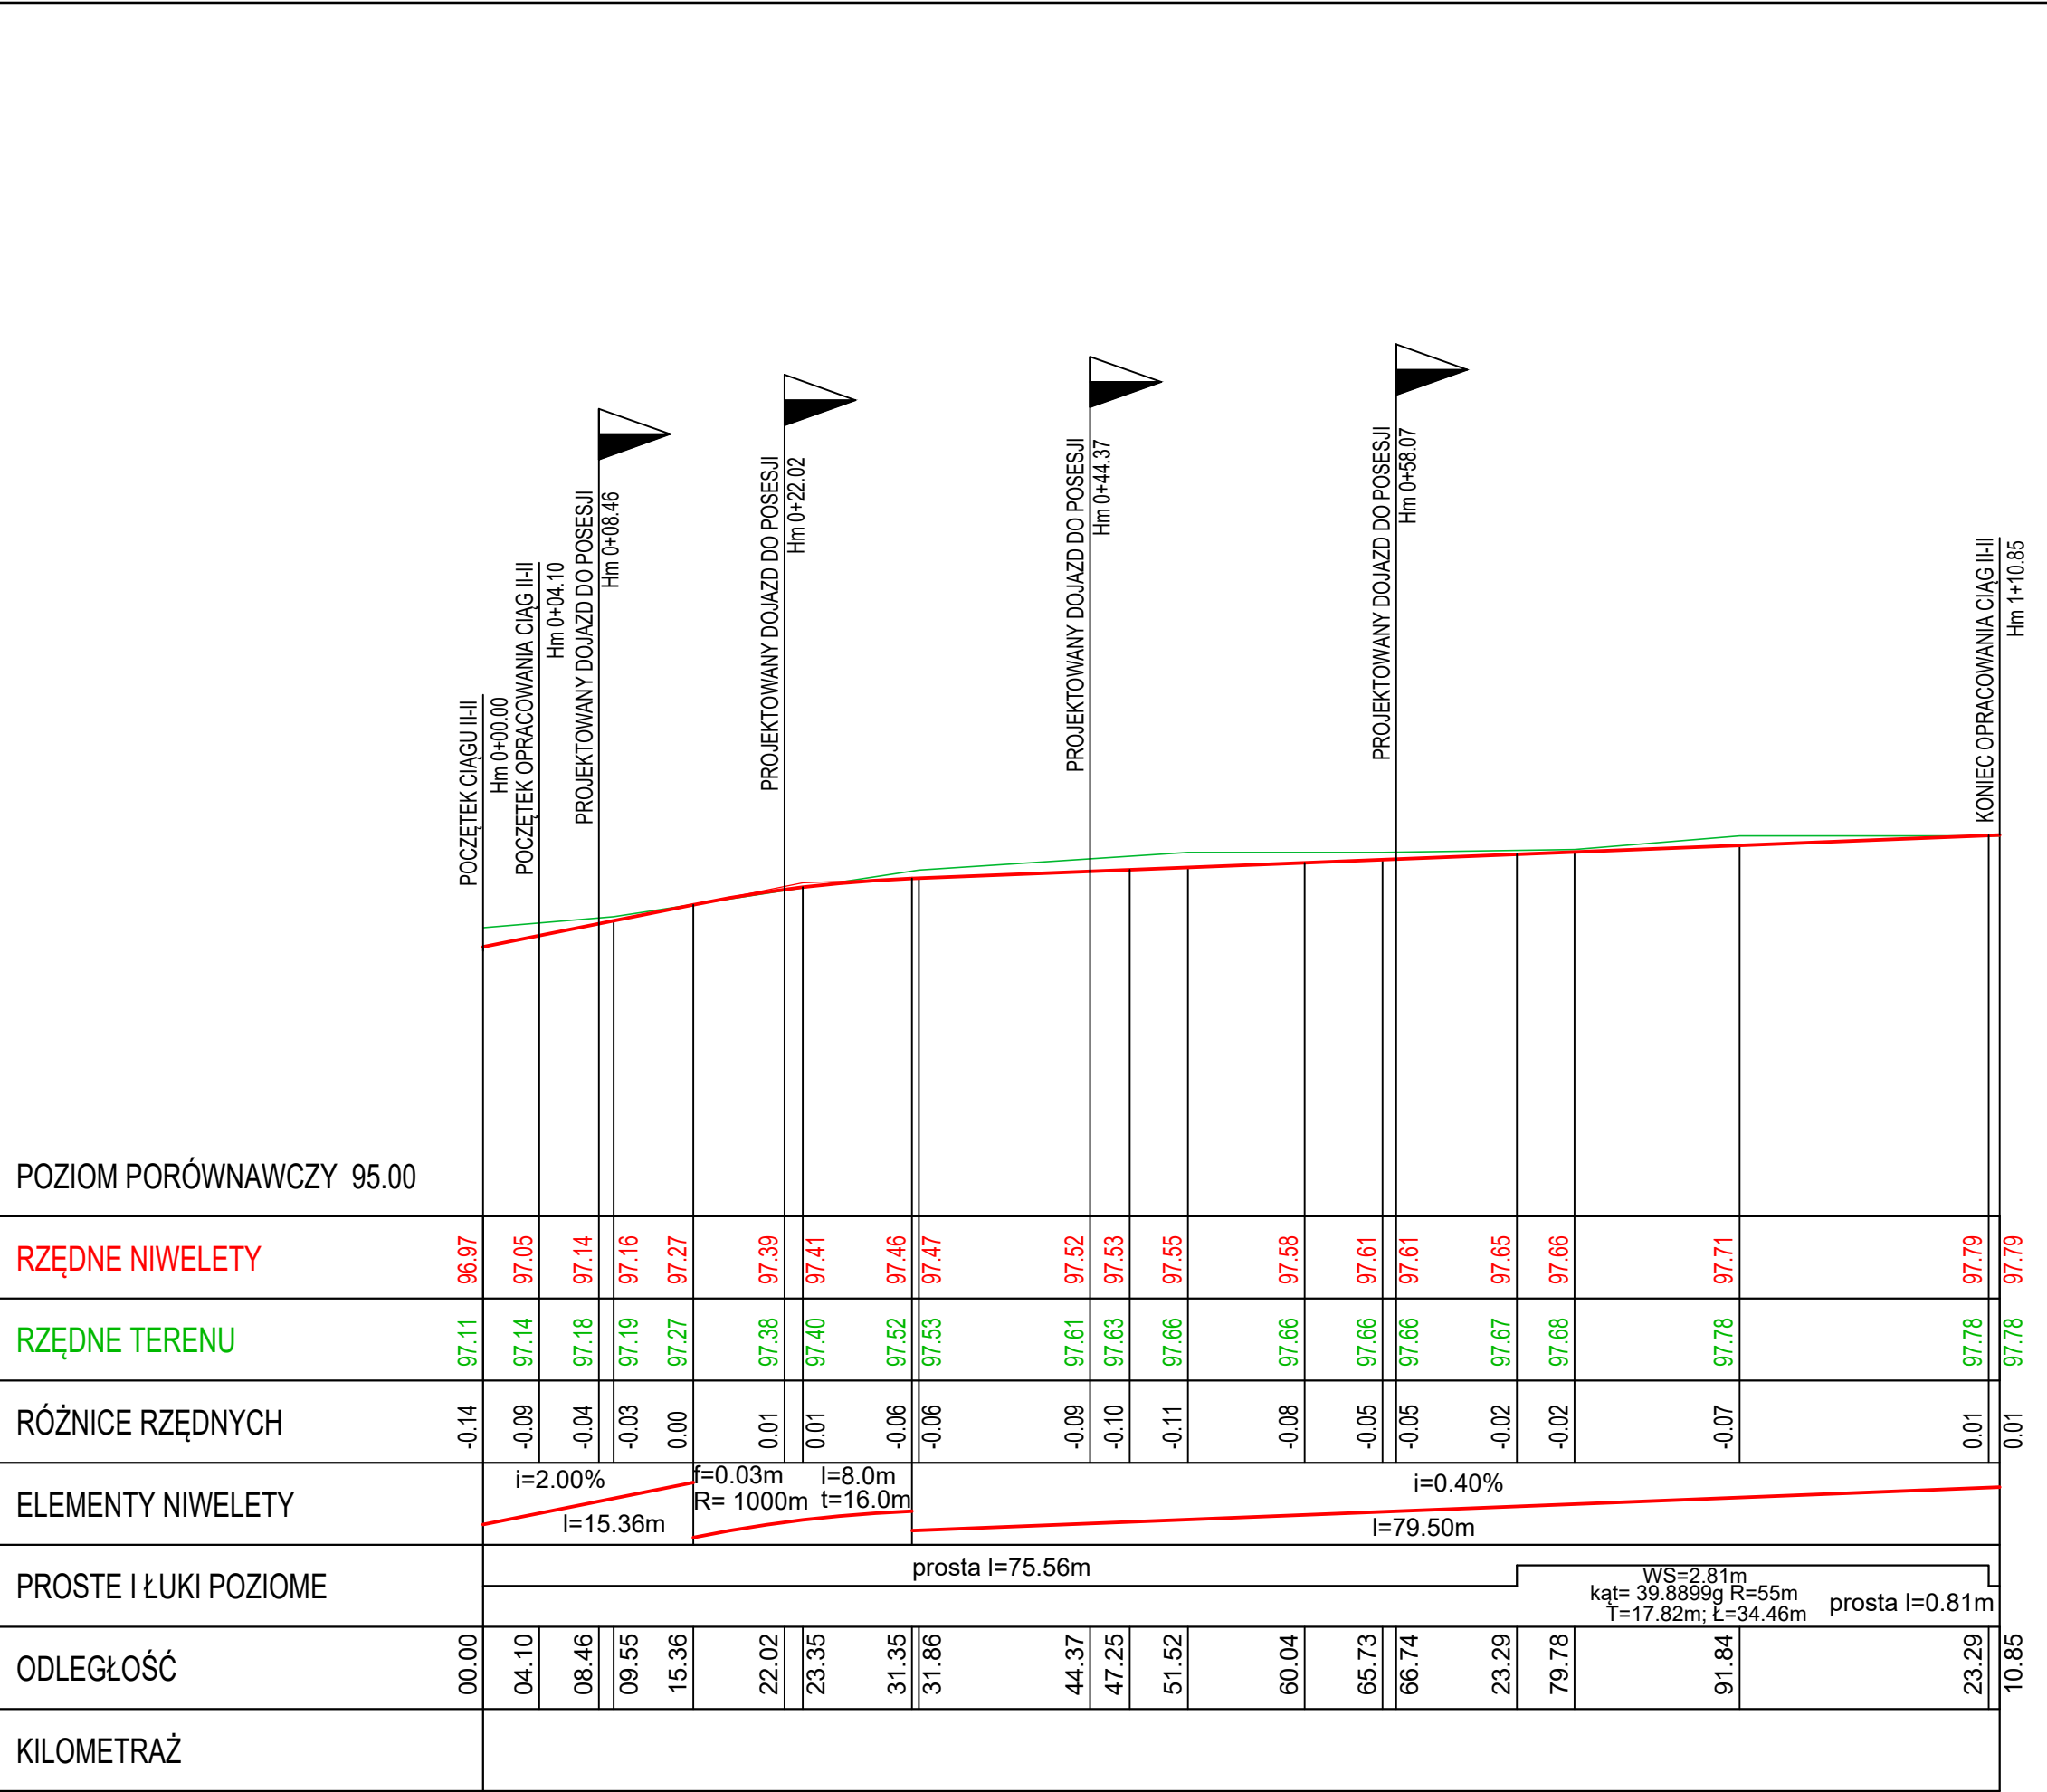 POCZĘTEK CIĄGU II-II
Hm 0+00.00
POCZĘTEK OPRACOWANIA CIĄG II-II
Hm 0+04.10
PROJEKTOWANY DOJAZD DO POSESJI
Hm 0+08.46
PROJEKTOWANY DOJAZD DO POSESJI
Hm 0+22.02
PROJEKTOWANY DOJAZD DO POSESJI
Hm 0+44.37
PROJEKTOWANY DOJAZD DO POSESJI
Hm 0+58.07
KONIEC OPRACOWANIA CIĄG II-II
Hm 1+10.85
POZIOM PORÓWNAWCZY 95.00
RZĘDNE NIWELETY 96.97 97.05 97.14 97.16 97.27 97.39 97.41 97.46 97.47 97.52 97.53 97.55 97.58 97.61 97.61 97.65 97.66 97.71 97.79 97.79
RZĘDNE TERENU 97.11 97.14 97.18 97.19 97.27 97.38 97.40 97.52 97.53 97.61 97.63 97.66 97.66 97.66 97.66 97.67 97.68 97.78 97.78 97.78
RÓŻNICE RZĘDNYCH -0.14 -0.09 -0.04 -0.03 0.00 0.01 0.01 -0.06 -0.06 -0.09 -0.10 -0.11 -0.08 -0.05 -0.05 -0.02 -0.02 -0.07 0.01 0.01
ELEMENTY NIWELETY
i=2.00%
l=15.36m
f=0.03m l=8.0m
R= 1000m t=16.0m
i=0.40%
l=79.50m
PROSTE I ŁUKI POZIOME
prosta l=75.56m
WS=2.81m
kąt= 39.8899g R=55m
T=17.82m; Ł=34.46m
prosta l=0.81m
ODLEGŁOŚĆ 00.00 04.10 08.46 09.55 15.36 22.02 23.35 31.35 31.86 44.37 47.25 51.52 60.04 65.73 66.74 23.29 79.78 91.84 23.29 10.85
KILOMETRAŻ